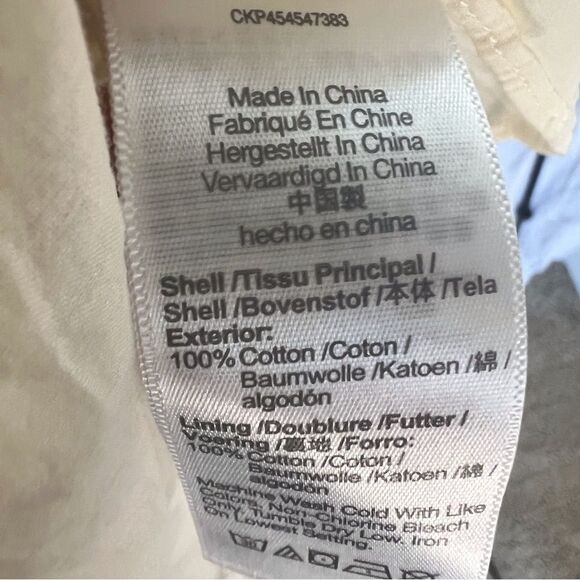 CKP454547383
Made In China
Fabriqué En Chine
Hergestellt In China
Vervaardigd In China
中国製
hecho en china
Shell /Tissu Principal /
Shell /Bovenstof /本体 /Tela
Exterior:
100% Cotton /Coton /
Baumwolle /Katoen /綿 /
algodón
Lining /Doublure /Futter /
Voering /裏地 /Forro:
100% Cotton /Coton /
Baumwolle /Katoen /綿 /
algodón
Machine Wash Cold With Like
Colors, Non-Chlorine Bleach
Only, Tumble Dry Low. Iron
On Lowest Setting.